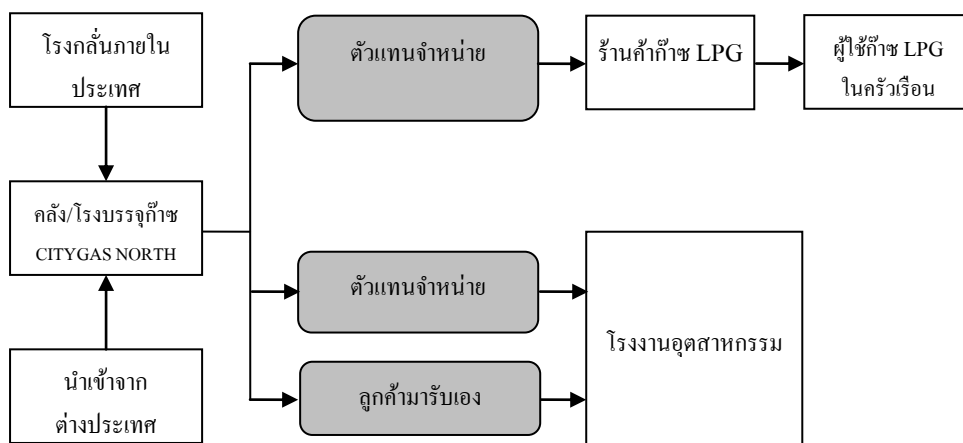 โรงกลั่นภายใน
ประเทศ
ตัวแทนจำหน่าย
ร้านค้าก๊าซ LPG
ผู้ใช้ก๊าซ LPG
ในครัวเรือน
คลัง/โรงบรรจุก๊าซ
CITYGAS NORTH
ตัวแทนจำหน่าย
โรงงานอุตสาหกรรม
นำเข้าจาก
ต่างประเทศ
ลูกค้ามารับเอง